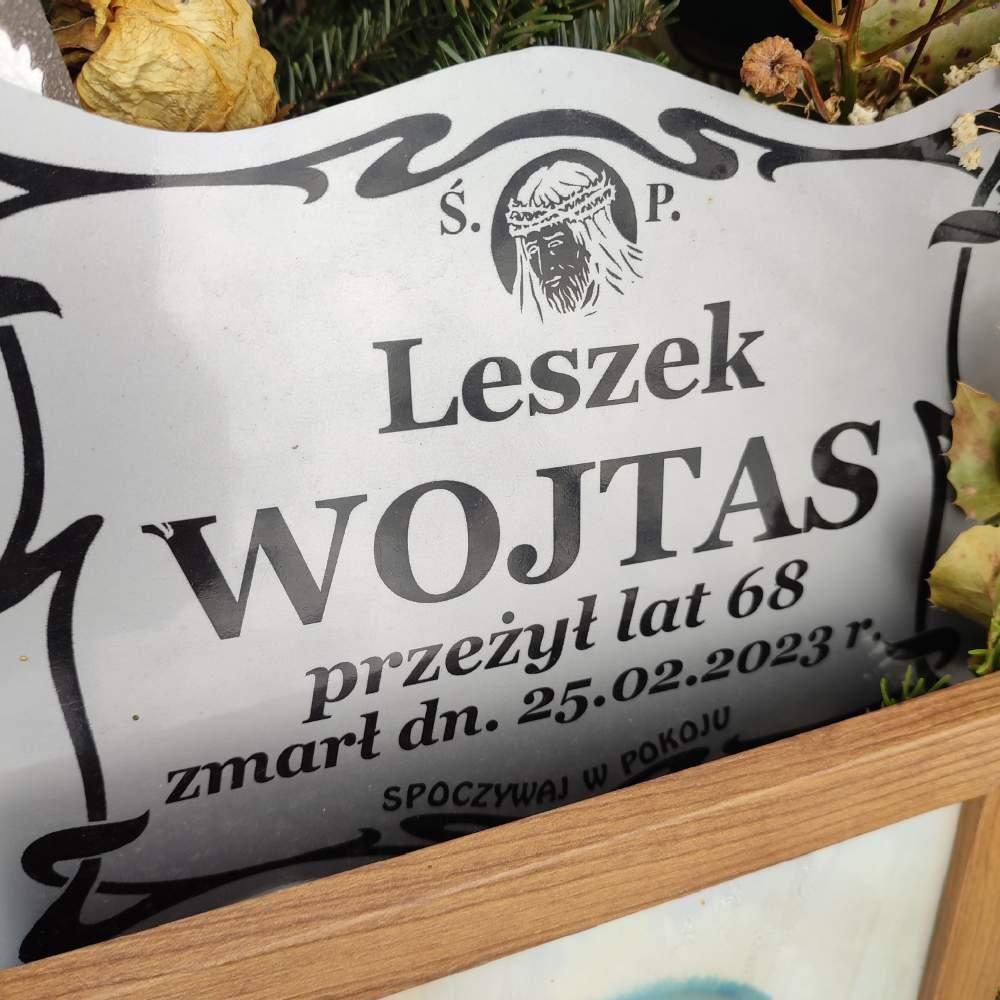 Ś. P.
Leszek
WOJTAS
przeżył lat 68
zmarł dn. 25.02.2023 r.
SPOCZYWAJ W POKOJU